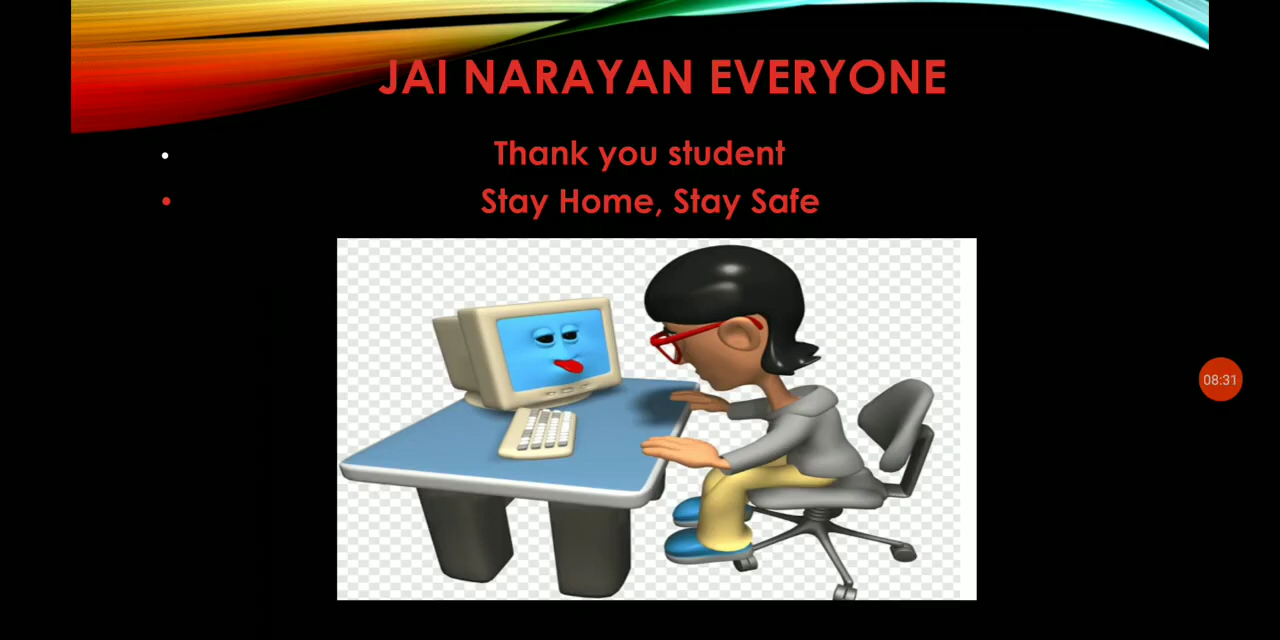 JAI NARAYAN EVERYONE
Thank you student
Stay Home, Stay Safe
08:31